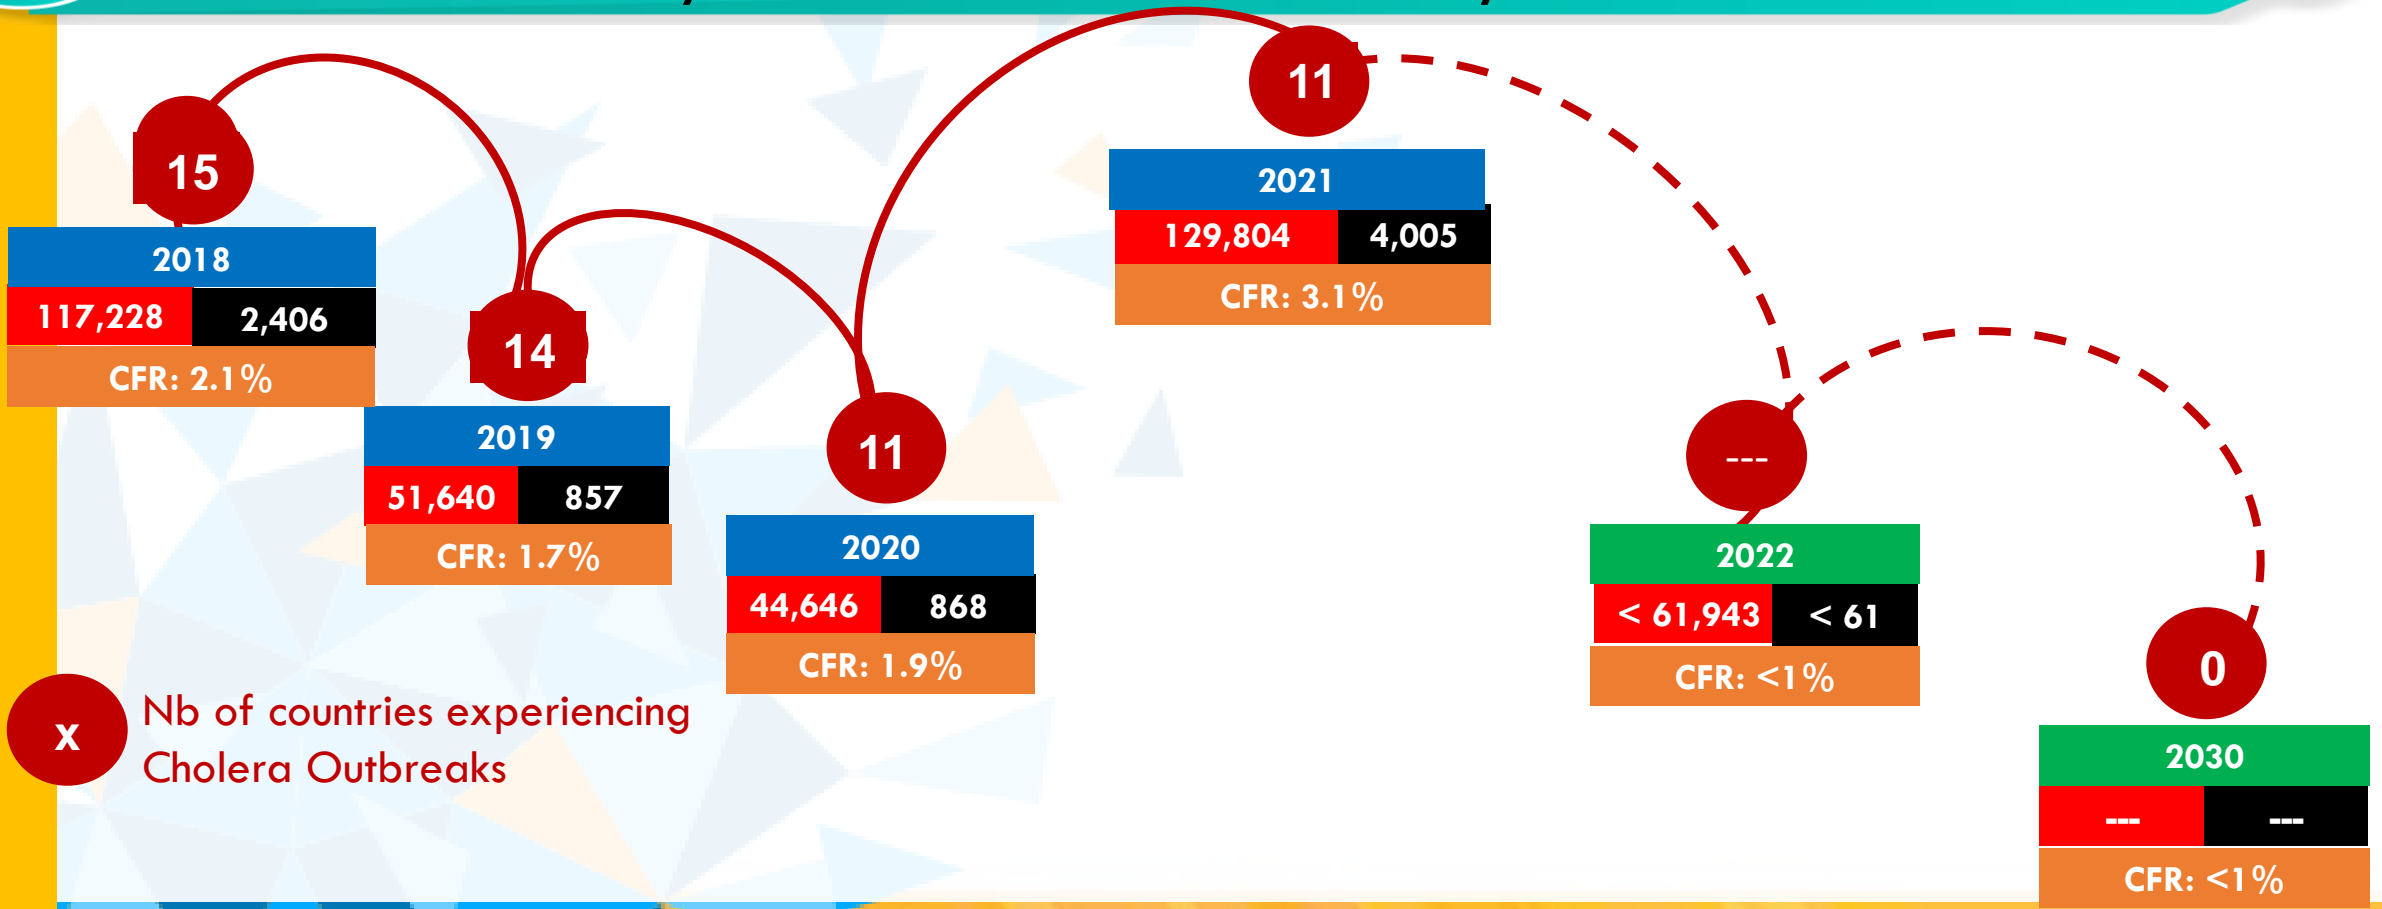 15
2018
117,228 2,406
CFR: 2.1%
14
2019
51,640 857
CFR: 1.7%
11
2020
44,646 868
CFR: 1.9%
11
2021
129,804 4,005
CFR: 3.1%
---
2022
< 61,943 < 61
CFR: <1%
0
2030
--- ---
CFR: <1%
x
Nb of countries experiencing
Cholera Outbreaks